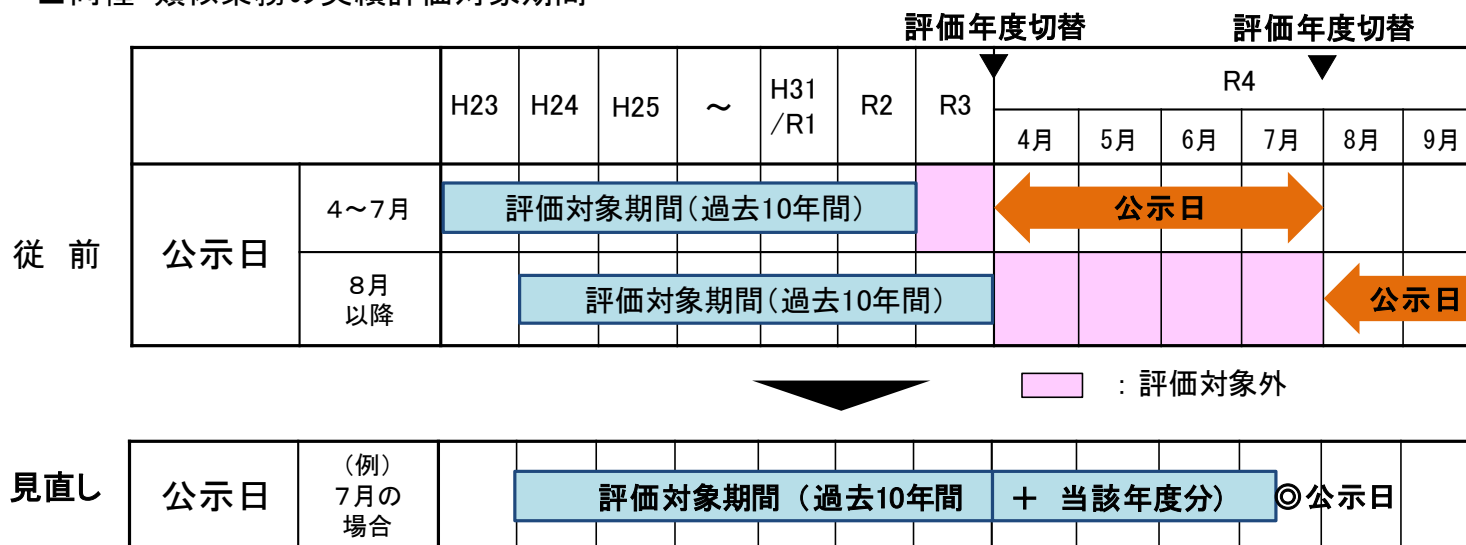 評価年度切替 評価年度切替
H23 H24 H25 ～ H31/R1 R2 R3 R4
4月 5月 6月 7月 8月 9月
従 前
公示日
4～7月
評価対象期間（過去10年間）
公示日
8月
以降
評価対象期間（過去10年間）
公示日
：評価対象外
見直し
公示日
（例）
7月の
場合
評価対象期間（過去10年間 ＋ 当該年度分）
◎公示日